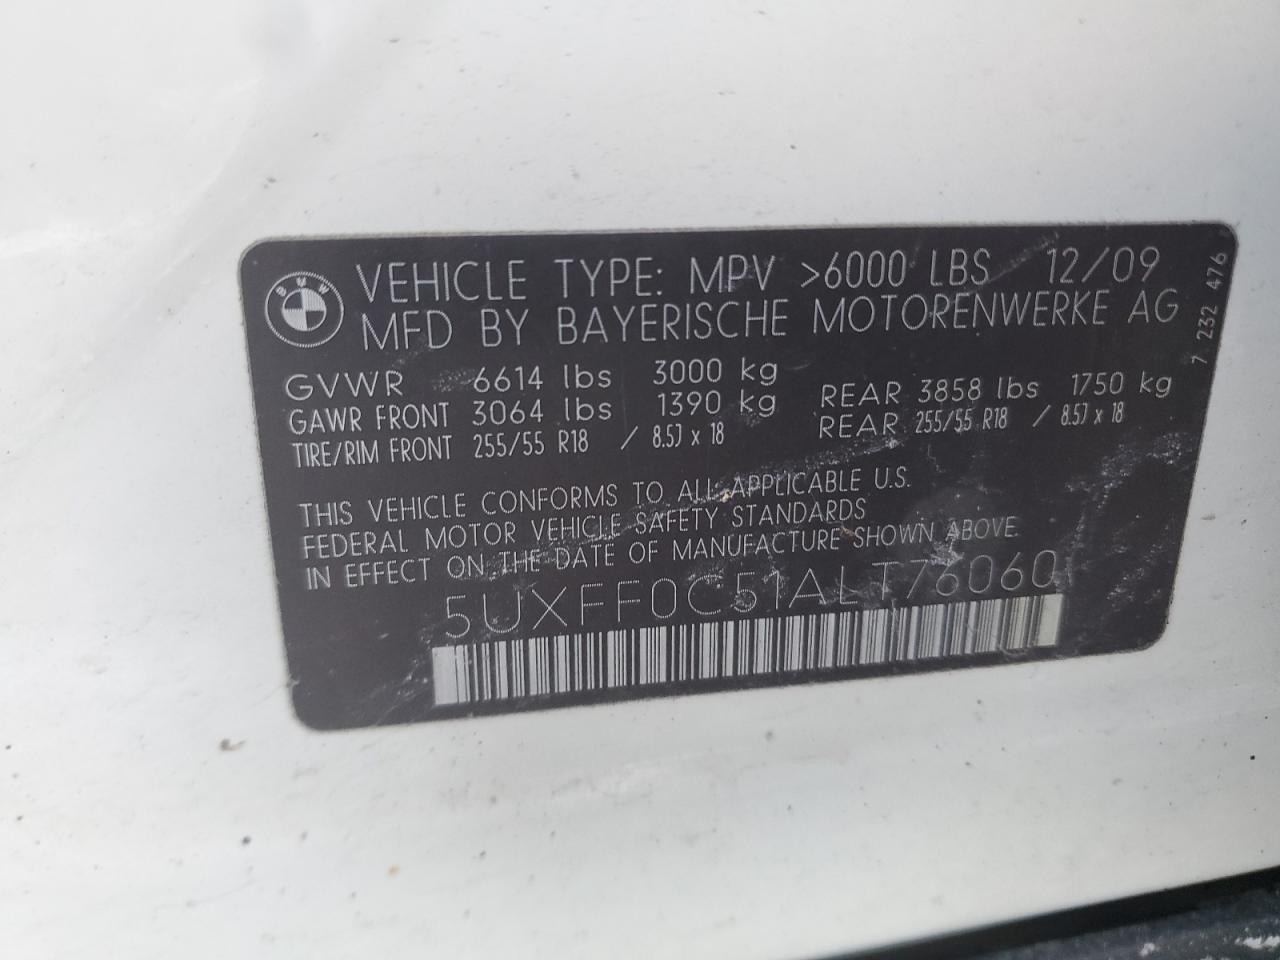 BMW
VEHICLE TYPE: MPV >6000 LBS 12/09
MFD BY BAYERISCHE MOTORENWERKE AG
7 232 476
GVWR 6614 lbs 3000 kg
GAWR FRONT 3064 lbs 1390 kg REAR 3858 lbs 1750 kg
TIRE/RIM FRONT 255/55 R18 / 8.5J x 18 REAR 255/55 R18 / 8.5J x 18
THIS VEHICLE CONFORMS TO ALL APPLICABLE U.S.
FEDERAL MOTOR VEHICLE SAFETY STANDARDS
IN EFFECT ON THE DATE OF MANUFACTURE SHOWN ABOVE.
5UXFF0C51ALT76060